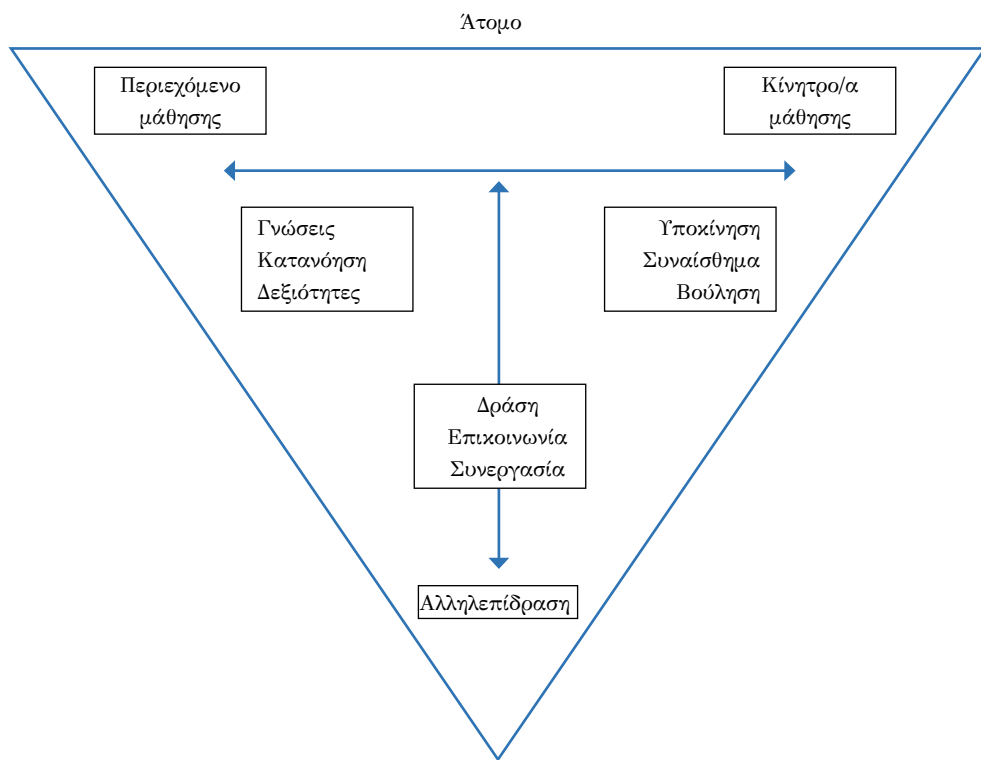 Άτομο
Περιεχόμενο
μάθησης
Κίνητρο/α
μάθησης
Γνώσεις
Κατανόηση
Δεξιότητες
Υποκίνηση
Συναίσθημα
Βούληση
Δράση
Επικοινωνία
Συνεργασία
Αλληλεπίδραση